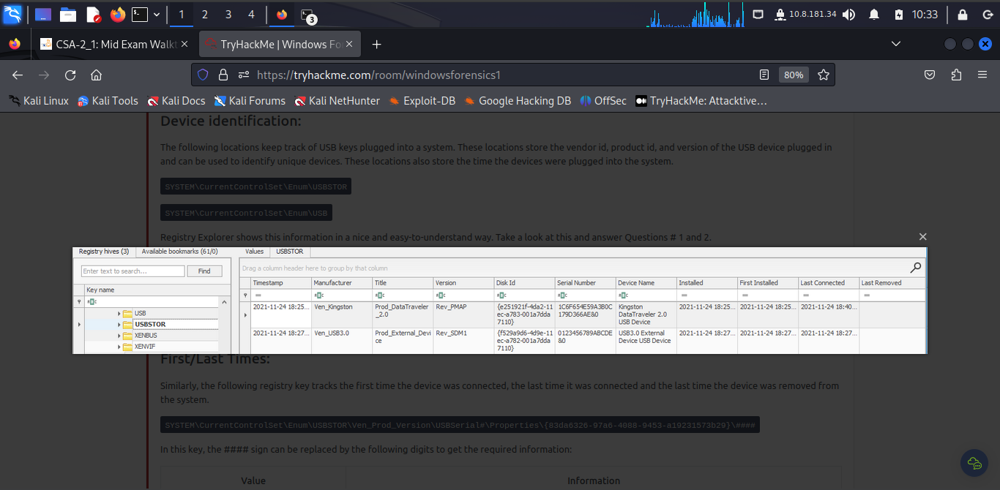 1 2 3 4 3 10.8.181.34 10:33
CSA-2_1: Mid Exam Walkt
TryHackMe | Windows Fo
https://tryhackme.com/room/windowsforensics1 80%
Kali Linux Kali Tools Kali Docs Kali Forums Kali NetHunter Exploit-DB Google Hacking DB OffSec TryHackMe: Attacktive…
Device identification:
The following locations keep track of USB keys plugged into a system. These locations store the vendor id, product id, and version of the USB device plugged in
and can be used to identify unique devices. These locations also store the time the devices were plugged into the system.
SYSTEM\CurrentControlSet\Enum\USBSTOR
SYSTEM\CurrentControlSet\Enum\USB
Registry Explorer shows this information in a nice and easy-to-understand way. Take a look at this and answer Questions # 1 and 2.
Registry hives (3) Available bookmarks (61/0)
Enter text to search... Find
Key name
USB
USBSTOR
XENBUS
XENVIF
Values USBSTOR
Drag a column header here to group by that column
Timestamp Manufacturer Title Version Disk Id Serial Number Device Name Installed First Installed Last Connected Last Removed
2021-11-24 18:25... Ven_Kingston Prod_DataTraveler Rev_PMAP {e251921f-4da2-11 1C6F654E59A3B0C Kingston 2021-11-24 18:25... 2021-11-24 18:25... 2021-11-24 18:40...
_2.0 ec-a783-001a7dda 179D366AE&0 DataTraveler 2.0
7110} USB Device
2021-11-24 18:27... Ven_USB3.0 Prod_External_Devi Rev_SDM1 {f529a9d6-4d9e-11 0123456789ABCDE USB3.0 External 2021-11-24 18:27... 2021-11-24 18:27... 2021-11-24 18:27...
ce ec-a782-001a7dda &0 Device USB Device
7110}
First/Last Times:
Similarly, the following registry key tracks the first time the device was connected, the last time it was connected and the last time the device was removed from
the system.
SYSTEM\CurrentControlSet\Enum\USBSTOR\Ven_Prod_Version\USBSerial#\Properties\{83da6326-97a6-4088-9453-a19231573b29}\####
In this key, the #### sign can be replaced by the following digits to get the required information:
Value Information